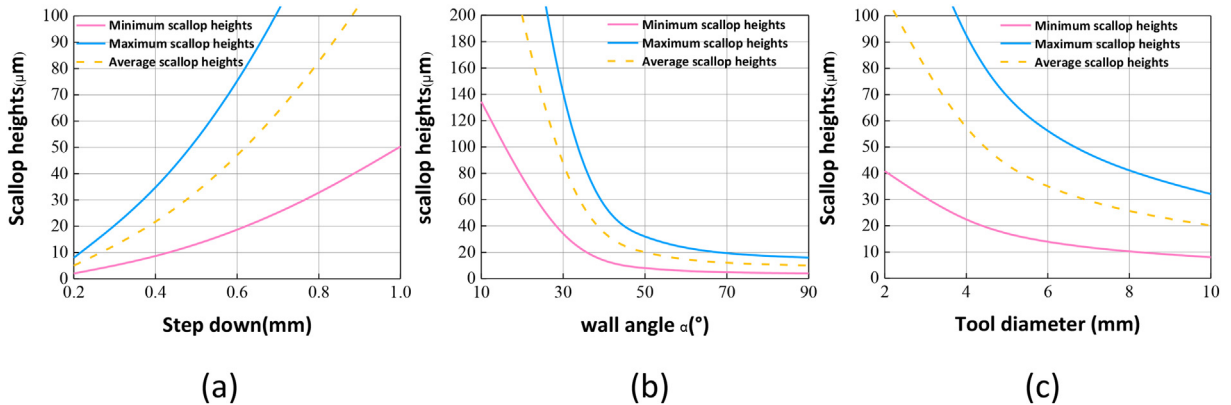 Scallop heights(μm)
100
90
80
70
60
50
40
30
20
10
0
Minimum scallop heights
Maximum scallop heights
Average scallop heights
0.2 0.4 0.6 0.8 1.0
Step down(mm)
(a)
scallop heights(μm)
200
180
160
140
120
100
80
60
40
20
0
Minimum scallop heights
Maximum scallop heights
Average scallop heights
10 30 50 70 90
wall angle α(°)
(b)
Scallop heights(μm)
100
90
80
70
60
50
40
30
20
10
0
Minimum scallop heights
Maximum scallop heights
Average scallop heights
2 4 6 8 10
Tool diameter (mm)
(c)